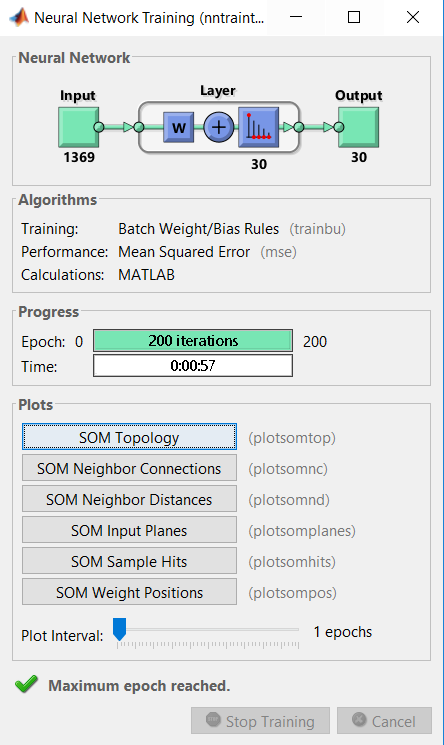 Neural Network Training (nntraint...
Neural Network
Input
Layer
Output
W
1369
30
30
Algorithms
Training: Batch Weight/Bias Rules (trainbu)
Performance: Mean Squared Error (mse)
Calculations: MATLAB
Progress
Epoch: 0 200 iterations 200
Time: 0:00:57
Plots
SOM Topology (plotsomtop)
SOM Neighbor Connections (plotsomnc)
SOM Neighbor Distances (plotsomnd)
SOM Input Planes (plotsomplanes)
SOM Sample Hits (plotsomhits)
SOM Weight Positions (plotsompos)
Plot Interval: 1 epochs
Maximum epoch reached.
Stop Training Cancel